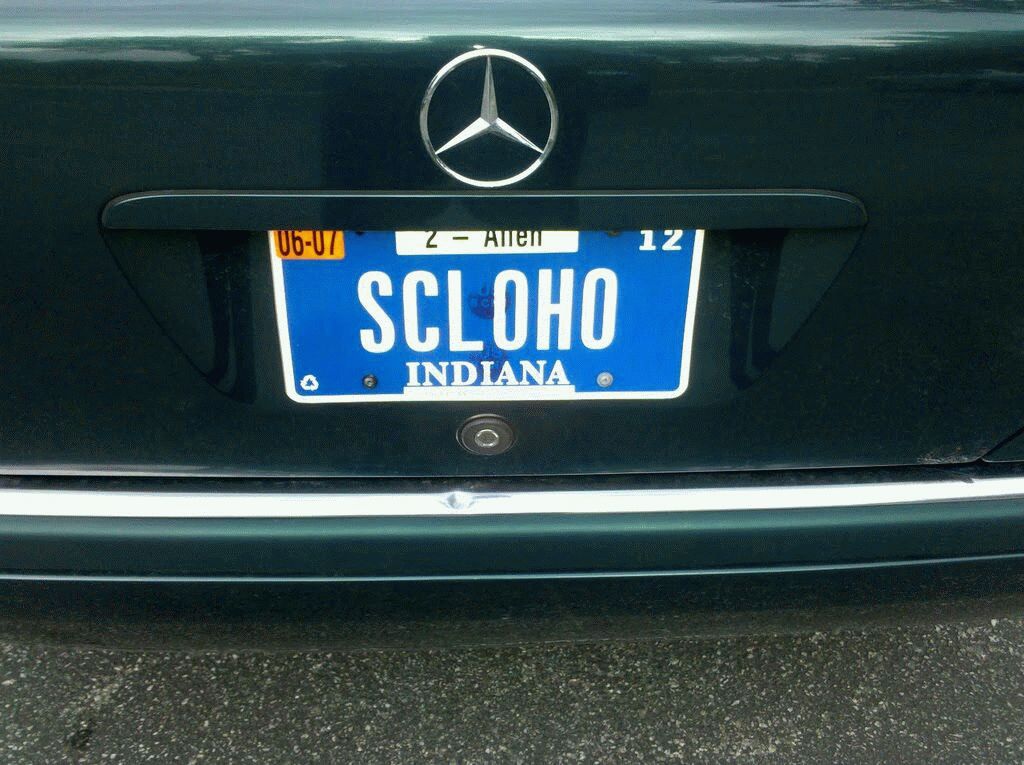 06-07 2 - Allen 12
SCLOHO
INDIANA